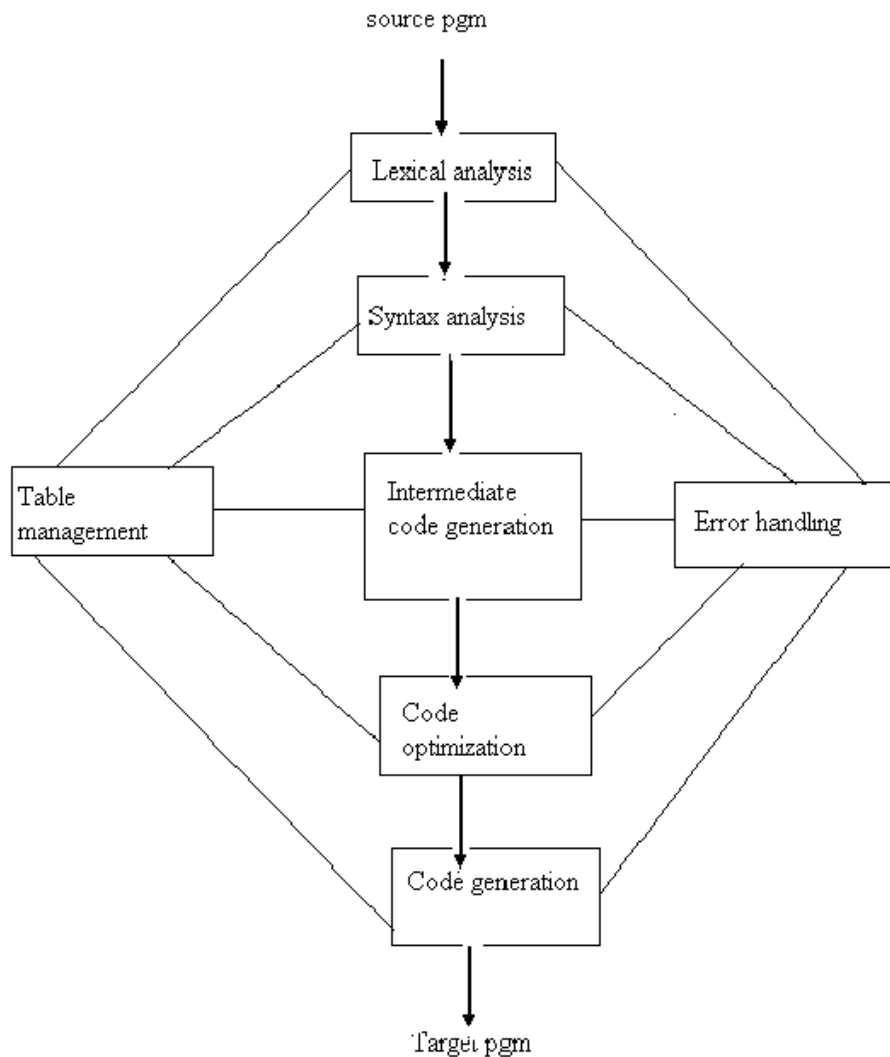 source pgm
Lexical analysis
Syntax analysis
Table
management
Intermediate
code generation
Error handling
Code
optimization
Code generation
Target pgm